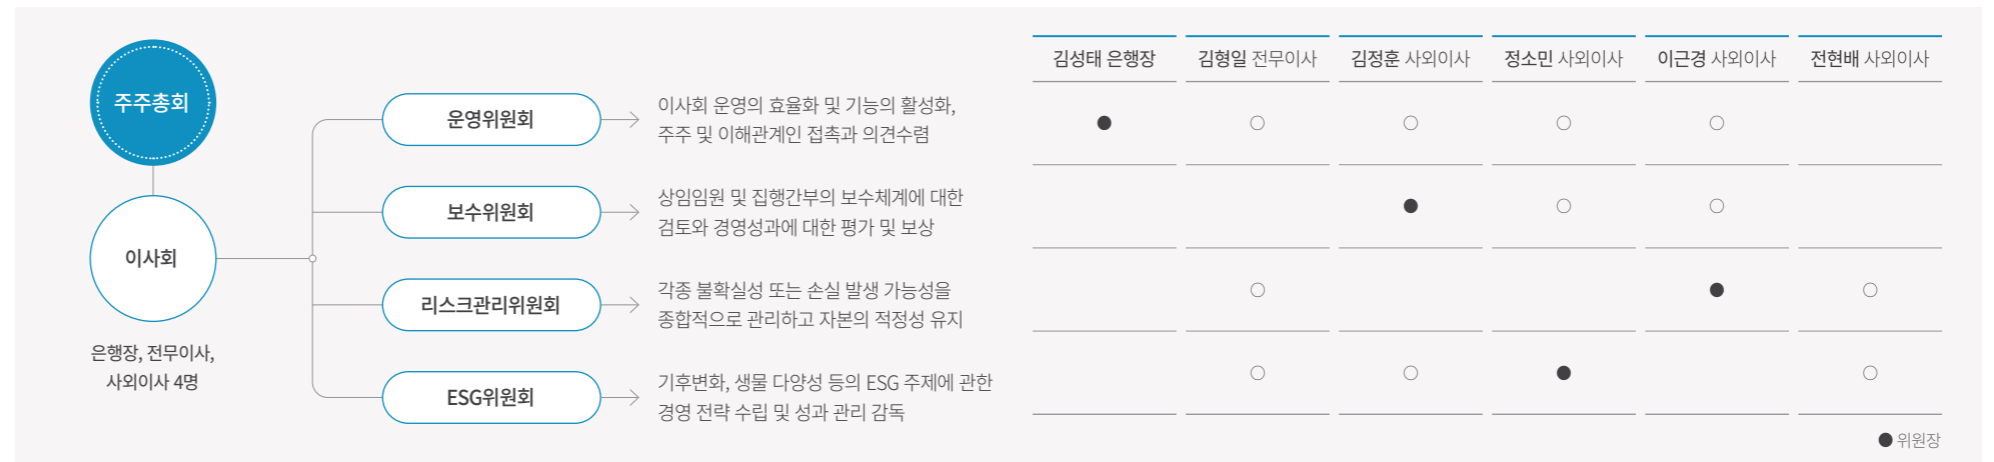 주주총회
이사회
은행장, 전무이사,
사외이사 4명
운영위원회
이사회 운영의 효율화 및 기능의 활성화,
주주 및 이해관계인 접촉과 의견수렴
보수위원회
상임임원 및 집행간부의 보수체계에 대한
검토와 경영성과에 대한 평가 및 보상
리스크관리위원회
각종 불확실성 또는 손실 발생 가능성을
종합적으로 관리하고 자본의 적정성 유지
ESG위원회
기후변화, 생물 다양성 등의 ESG 주제에 관한
경영 전략 수립 및 성과 관리 감독
김성태 은행장 김형일 전무이사 김정훈 사외이사 정소민 사외이사 이근경 사외이사 전현배 사외이사
● ○ ○ ○ ○
● ○ ○
○ ● ○
○ ○ ● ○
● 위원장